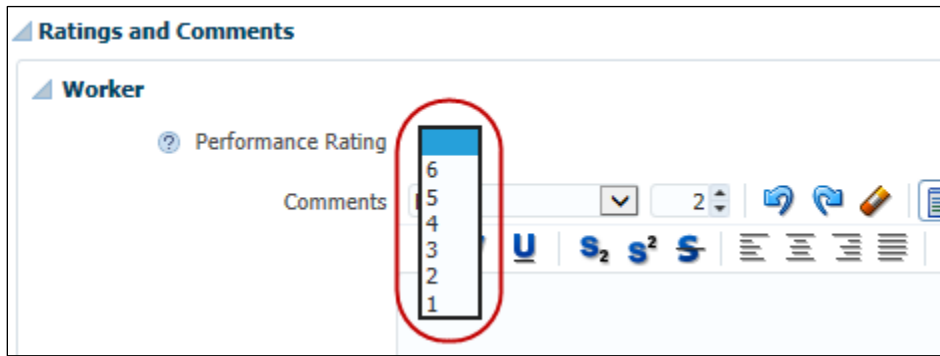 Ratings and Comments
Worker
Performance Rating
6
5
4
3
2
1
Comments
2
U S₂ S² S